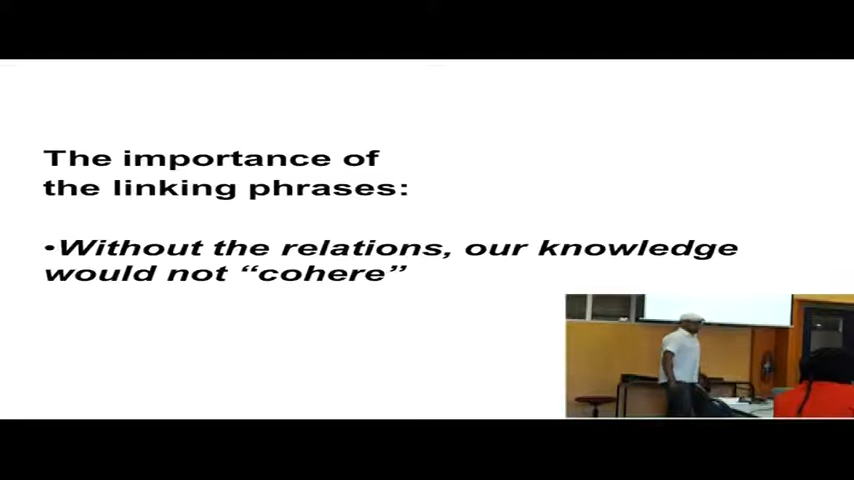 The importance of
the linking phrases:
•Without the relations, our knowledge
would not “cohere”